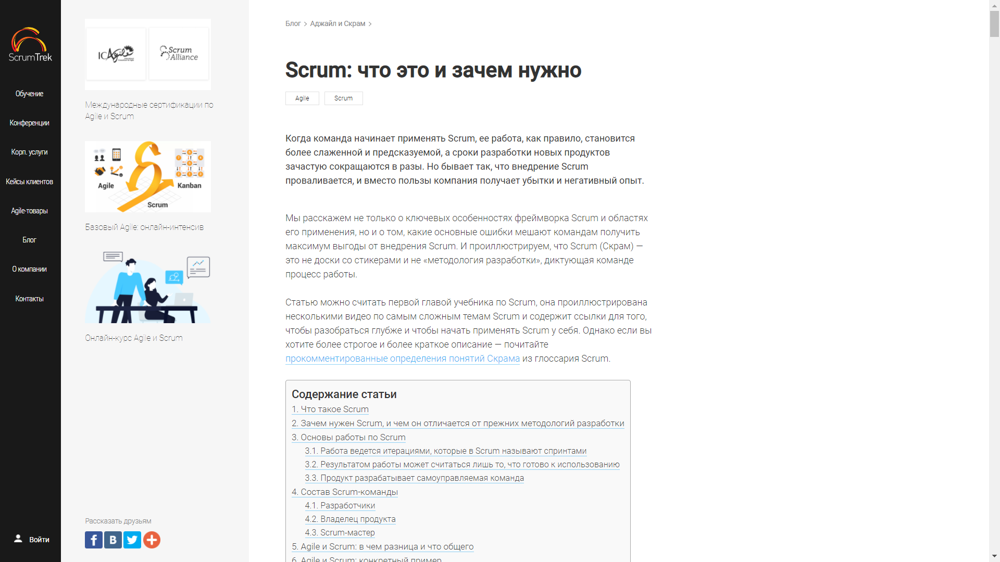 ScrumTrek
Обучение
Конференции
Корп. услуги
Кейсы клиентов
Agile-товары
Блог
О компании
Контакты
Войти
ICAgile
Scrum
Alliance
Международные сертификации по
Agile и Scrum
Agile
Kanban
Scrum
Базовый Agile: онлайн-интенсив
Онлайн-курс Agile и Scrum
Рассказать друзьям
Блог > Аджайл и Скрам >
Scrum: что это и зачем нужно
Agile
Scrum
Когда команда начинает применять Scrum, ее работа, как правило, становится
более слаженной и предсказуемой, а сроки разработки новых продуктов
зачастую сокращаются в разы. Но бывает так, что внедрение Scrum
проваливается, и вместо пользы компания получает убытки и негативный опыт.
Мы расскажем не только о ключевых особенностях фреймворка Scrum и областях
его применения, но и о том, какие основные ошибки мешают командам получить
максимум выгоды от внедрения Scrum. И проиллюстрируем, что Scrum (Скрам) —
это не доски со стикерами и не «методология разработки», диктующая команде
процесс работы.
Статью можно считать первой главой учебника по Scrum, она проиллюстрирована
несколькими видео по самым сложным темам Scrum и содержит ссылки для того,
чтобы разобраться глубже и чтобы начать применять Scrum у себя. Однако если вы
хотите более строгое и более краткое описание — почитайте
прокомментированные определения понятий Скрама из глоссария Scrum.
Содержание статьи
1. Что такое Scrum
2. Зачем нужен Scrum, и чем он отличается от прежних методологий разработки
3. Основы работы по Scrum
3.1. Работа ведется итерациями, которые в Scrum называют спринтами
3.2. Результатом работы может считаться лишь то, что готово к использованию
3.3. Продукт разрабатывает самоуправляемая команда
4. Состав Scrum-команды
4.1. Разработчики
4.2. Владелец продукта
4.3. Scrum-мастер
5. Agile и Scrum: в чем разница и что общего
6. Agile и Scrum: конкретный пример